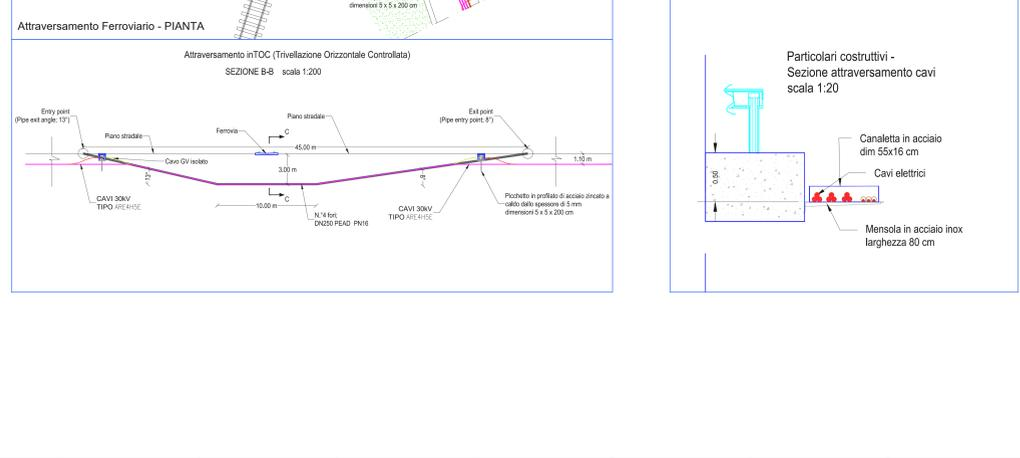 dimensioni 5 x 5 x 200 cm
Attraversamento Ferroviario - PIANTA
Attraversamento inTOC (Trivellazione Orizzontale Controllata)
SEZIONE B-B scala 1:200
Entry point
(Pipe exit angle; 13°)
Piano stradale
Ferrovia
C
Piano stradale
Exit point
(Pipe entry point; 8°)
45,00 m
Cavo GV isolato
3,00 m
1,10 m
13°
8°
CAVI 30kV
TIPO ARE4H5E
C
10.00 m
N.°4 fori;
DN250 PEAD PN16
CAVI 30kV
TIPO ARE4H5E
Picchetto in profilato di acciaio zincato a
caldo dallo spessore di 5 mm
dimensioni 5 x 5 x 200 cm
Particolari costruttivi -
Sezione attraversamento cavi
scala 1:20
Canaletta in acciaio
dim 55x16 cm
Cavi elettrici
0,50
Mensola in acciaio inox
larghezza 80 cm